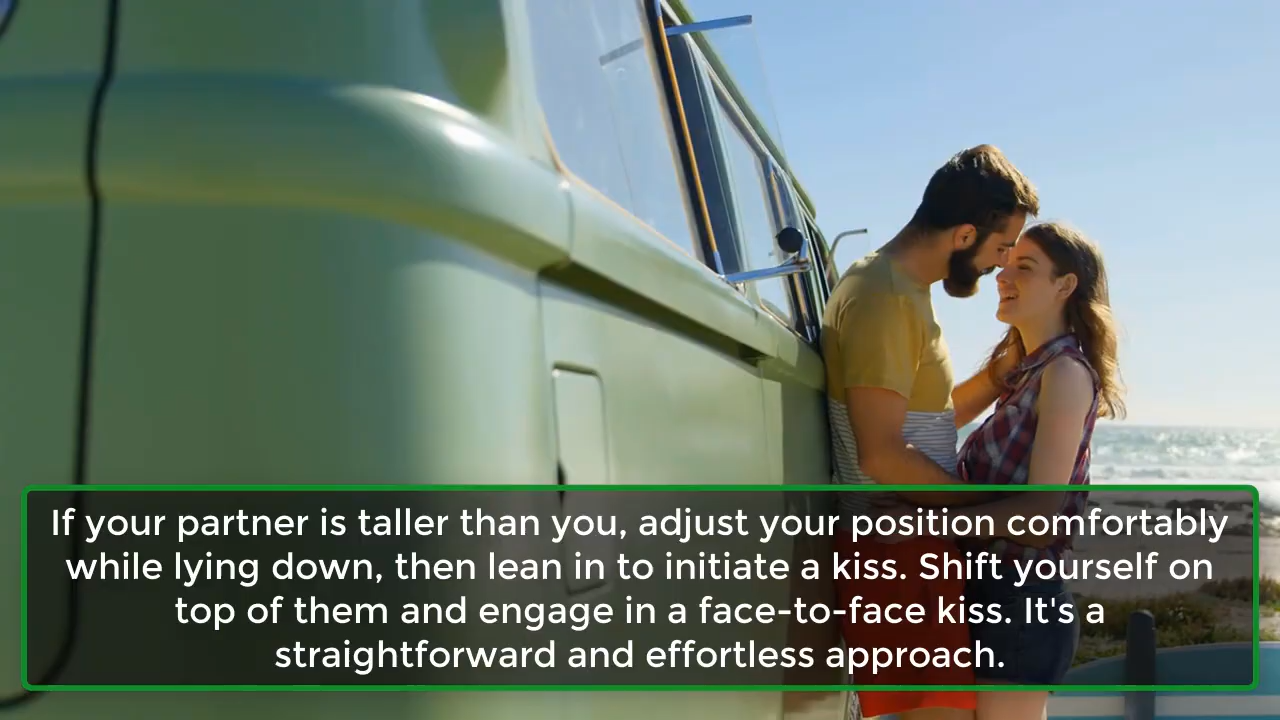 If your partner is taller than you, adjust your position comfortably
while lying down, then lean in to initiate a kiss. Shift yourself on
top of them and engage in a face-to-face kiss. It's a
straightforward and effortless approach.